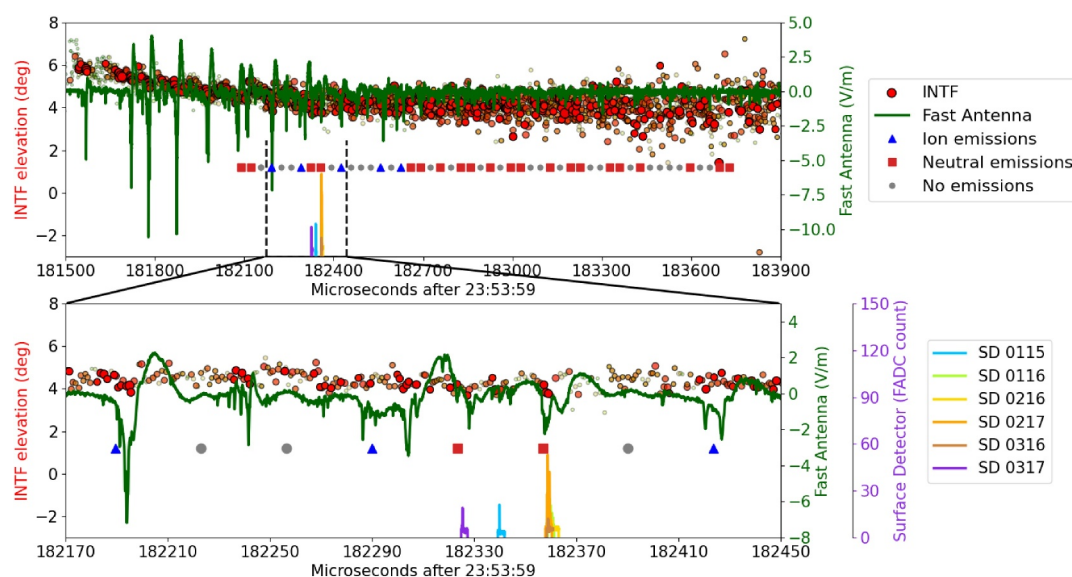 8
6
4
2
0
−2
INTF elevation (deg)
5.0
2.5
0.0
−2.5
−5.0
−7.5
−10.0
Fast Antenna (V/m)
INTF
Fast Antenna
Ion emissions
Neutral emissions
No emissions
181500 181800 182100 182400 182700 183000 183300 183600 183900
Microseconds after 23:53:59
8
6
4
2
0
−2
INTF elevation (deg)
4
2
0
−2
−4
−6
−8
Fast Antenna (V/m)
150
120
90
60
30
0
Surface Detector (FADC count)
SD 0115
SD 0116
SD 0216
SD 0217
SD 0316
SD 0317
182170 182210 182250 182290 182330 182370 182410 182450
Microseconds after 23:53:59